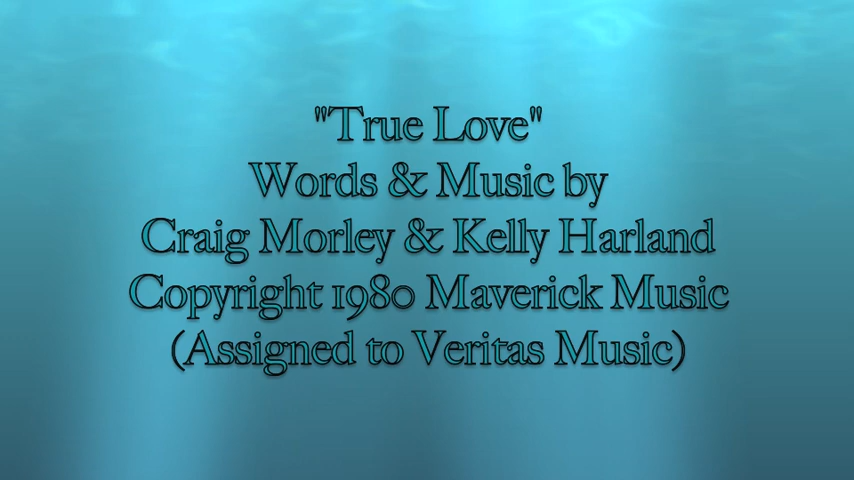 "True Love"
Words & Music by
Craig Morley & Kelly Harland
Copyright 1980 Maverick Music
(Assigned to Veritas Music)